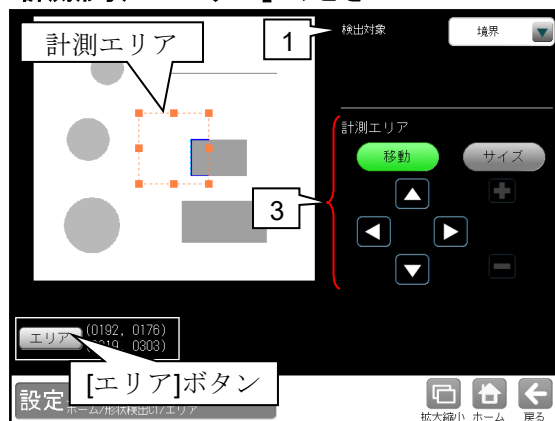 計測エリア
1
検出対象
境界
計測エリア
移動
サイズ
3
エリア
(0192, 0176)
0303)
[エリア]ボタン
設定
ホーム/形状検出C1/エリア
拡大縮小
ホーム
戻る